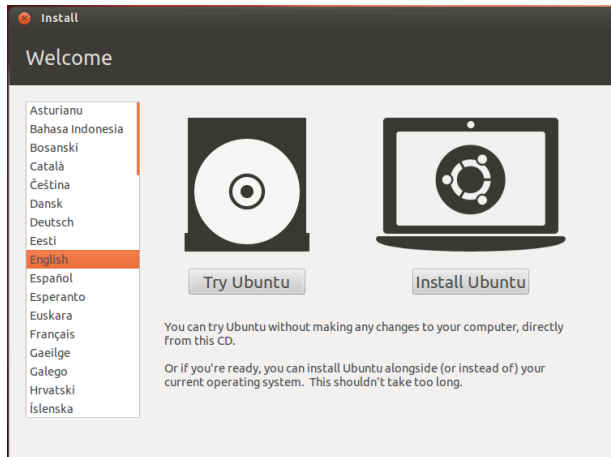 Install
Welcome
Asturianu
Bahasa Indonesia
Bosanski
Català
Čeština
Dansk
Deutsch
Eesti
English
Español
Esperanto
Euskara
Français
Gaeilge
Galego
Hrvatski
Íslenska
Try Ubuntu
Install Ubuntu
You can try Ubuntu without making any changes to your computer, directly
from this CD.
Or if you're ready, you can install Ubuntu alongside (or instead of) your
current operating system.  This shouldn't take too long.